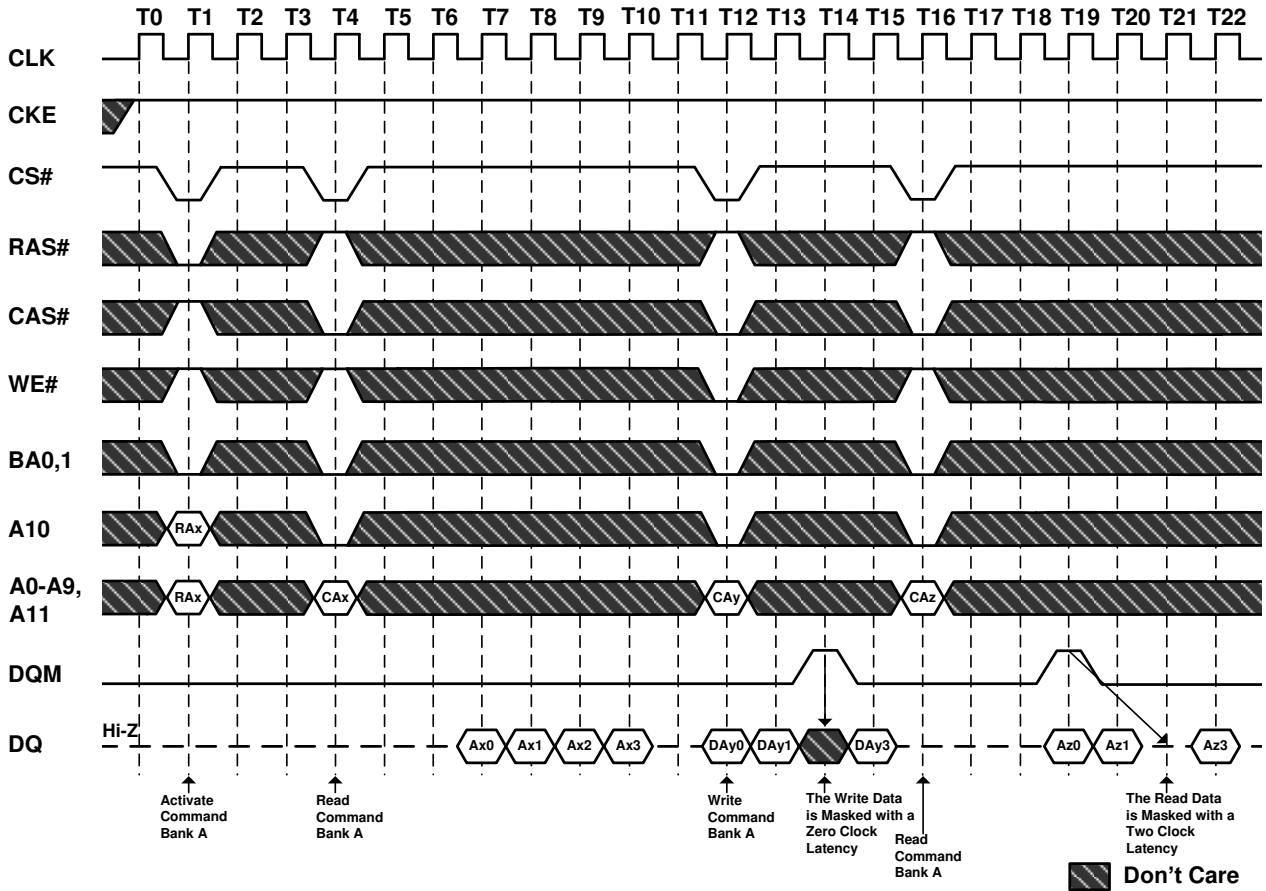 T0 T1 T2 T3 T4 T5 T6 T7 T8 T9 T10 T11 T12 T13 T14 T15 T16 T17 T18 T19 T20 T21 T22
CLK
CKE
CS#
RAS#
CAS#
WE#
BA0,1
A10 RAx
A0-A9,
A11
RAx CAx CAy CAz
DQM
Hi-Z
DQ Ax0 Ax1 Ax2 Ax3 DAy0 DAy1 DAy3 Az0 Az1 Az3
Activate
Command
Bank A
Read
Command
Bank A
Write
Command
Bank A
The Write Data
is Masked with a
Zero Clock
Latency
Read
Command
Bank A
The Read Data
is Masked with a
Two Clock
Latency
Don't Care